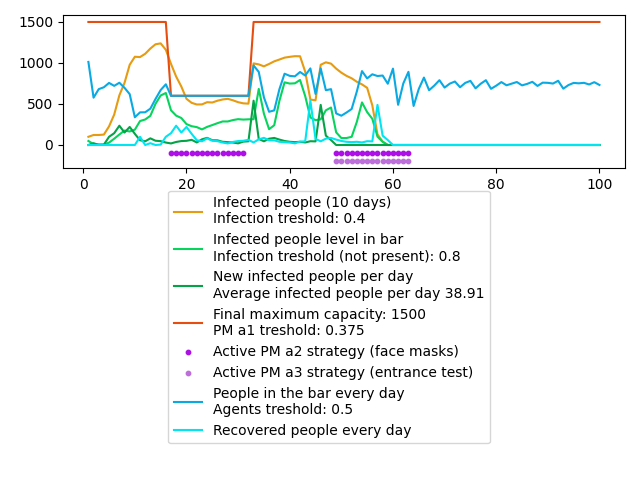 1500
1000
500
0
0 20 40 60 80 100
Infected people (10 days)
Infection treshold: 0.4
Infected people level in bar
Infection treshold (not present): 0.8
New infected people per day
Average infected people per day 38.91
Final maximum capacity: 1500
PM a1 treshold: 0.375
Active PM a2 strategy (face masks)
Active PM a3 strategy (entrance test)
People in the bar every day
Agents treshold: 0.5
Recovered people every day